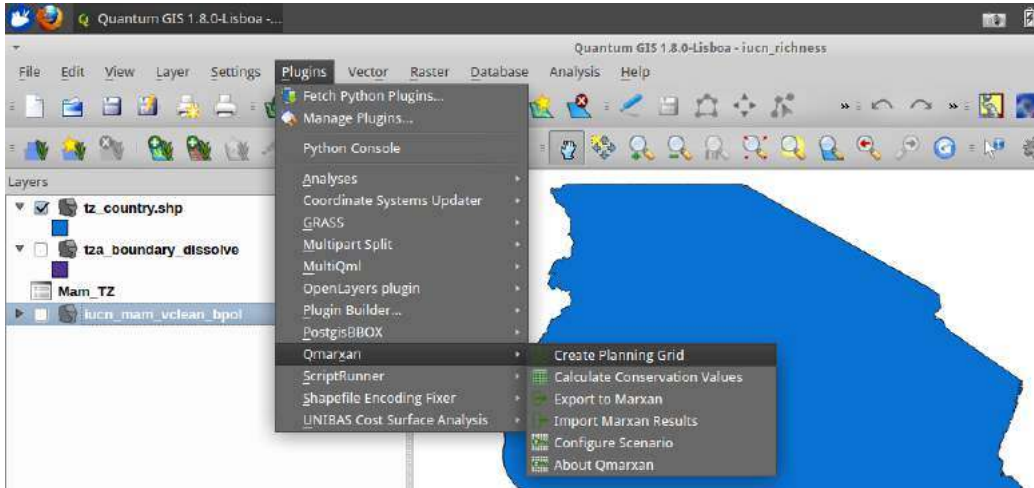 Quantum GIS 1.8.0-Lisboa -...
Quantum GIS 1.8.0-Lisboa - iucn_richness
File Edit View Layer Settings Plugins Vector Raster Database Analysis Help
Fetch Python Plugins...
Manage Plugins...
Python Console
Analyses
Coordinate Systems Updater
GRASS
Multipart Split
MultiQml
OpenLayers plugin
Plugin Builder...
PostgisBBOX
Qmarxan
ScriptRunner
Shapefile Encoding Fixer
UNIBAS Cost Surface Analysis
Create Planning Grid
Calculate Conservation Values
Export to Marxan
Import Marxan Results
Configure Scenario
About Qmarxan
Layers
tz_country.shp
tza_boundary_dissolve
Mam_TZ
iucn_mam_vclean_bpol